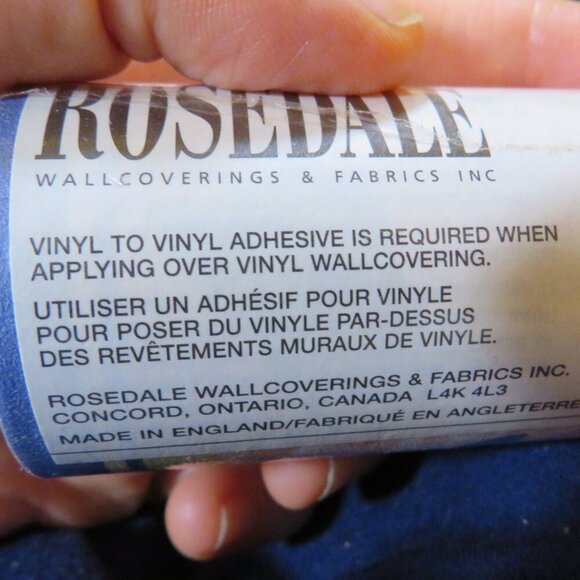 ROSEDALE
WALLCOVERINGS & FABRICS INC
VINYL TO VINYL ADHESIVE IS REQUIRED WHEN
APPLYING OVER VINYL WALLCOVERING.
UTILISER UN ADHÉSIF POUR VINYLE
POUR POSER DU VINYLE PAR-DESSUS
DES REVÊTEMENTS MURAUX DE VINYLE.
ROSEDALE WALLCOVERINGS & FABRICS INC.
CONCORD, ONTARIO, CANADA L4K 4L3
MADE IN ENGLAND/FABRIQUÉ EN ANGLETERRE